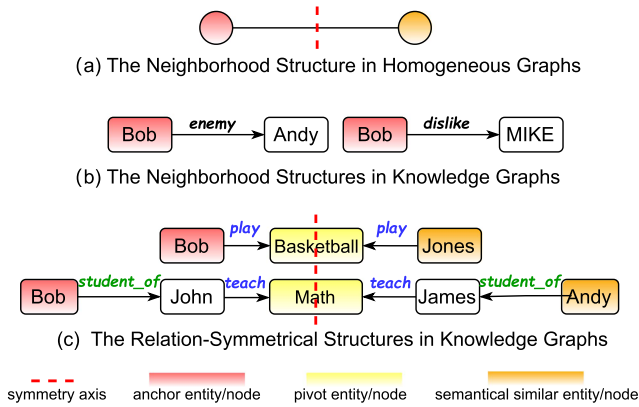 (a) The Neighborhood Structure in Homogeneous Graphs
Bob enemy Andy Bob dislike MIKE
(b) The Neighborhood Structures in Knowledge Graphs
Bob play Basketball play Jones
Bob student_of John teach Math teach James student_of Andy
(c) The Relation-Symmetrical Structures in Knowledge Graphs
symmetry axis anchor entity/node pivot entity/node semantical similar entity/node